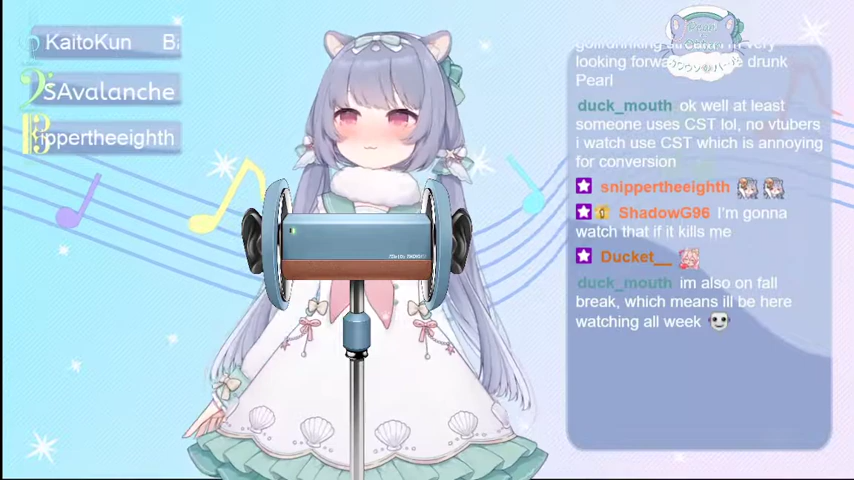 KaitoKun Ba
SAvalanche
ippertheeighth
looking forwa
e drunk
Pearl
duck_mouth ok well at least
someone uses CST lol, no vtubers
i watch use CST which is annoying
for conversion
snippertheeighth
ShadowG96 I'm gonna
watch that if it kills me
Ducket__
duck_mouth im also on fall
break, which means ill be here
watching all week